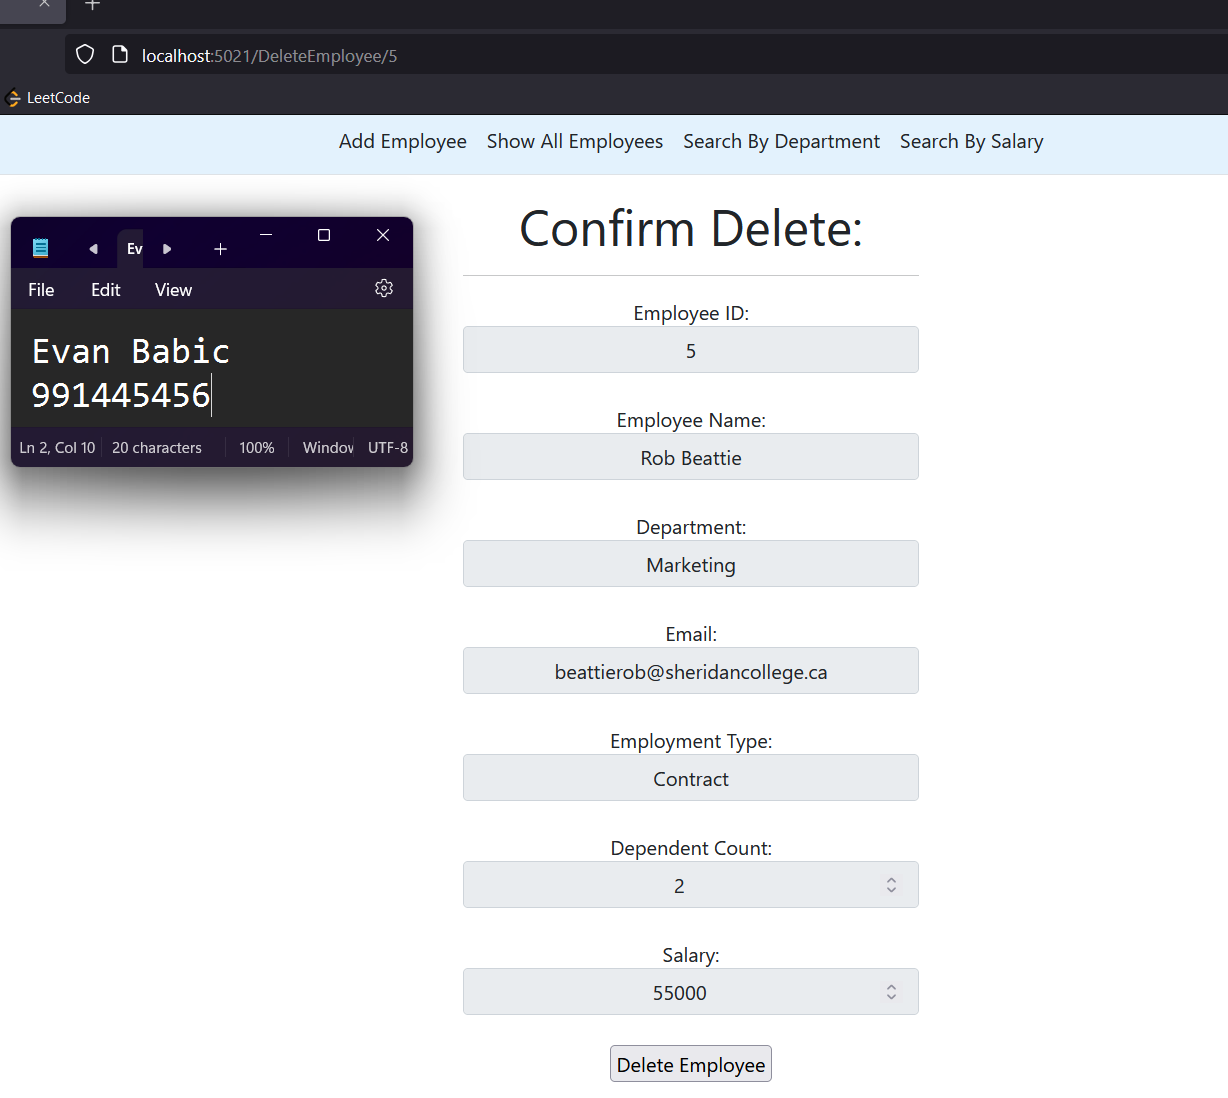 localhost:5021/DeleteEmployee/5
LeetCode
Add Employee Show All Employees Search By Department Search By Salary
Ev
File Edit View
Evan Babic
991445456
Ln 2, Col 10 20 characters 100% Window UTF-8
Confirm Delete:
Employee ID:
5
Employee Name:
Rob Beattie
Department:
Marketing
Email:
beattierob@sheridancollege.ca
Employment Type:
Contract
Dependent Count:
2
Salary:
55000
Delete Employee